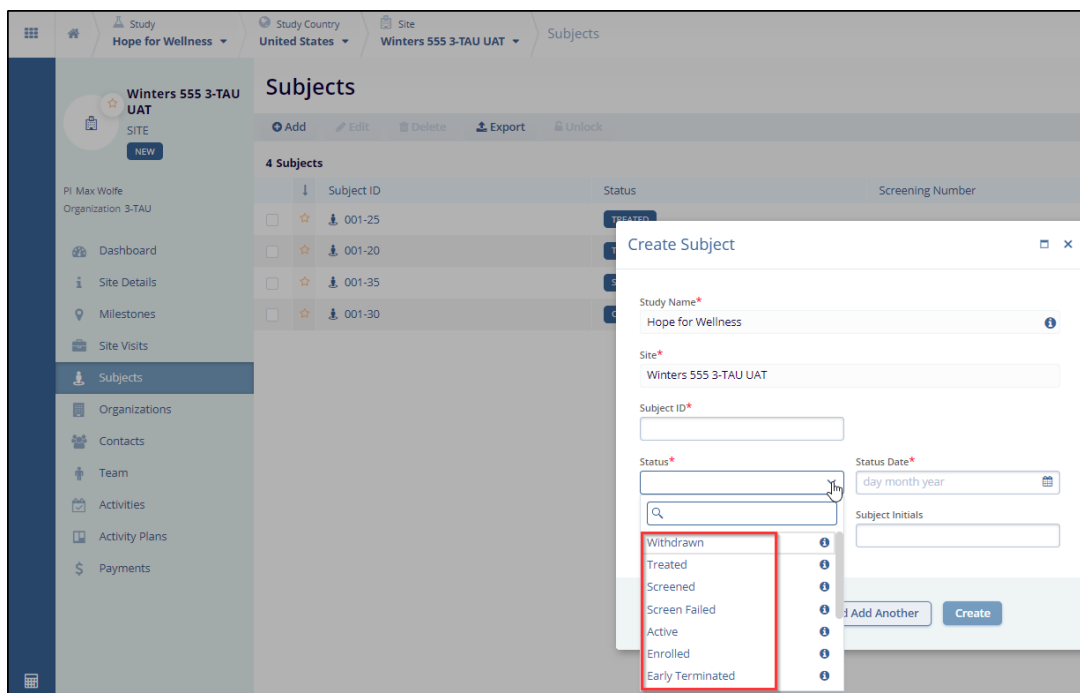 Study
Hope for Wellness
Study Country
United States
Site
Winters 555 3-TAU UAT
Subjects
Winters 555 3-TAU
UAT
SITE
NEW
PI Max Wolfe
Organization 3-TAU
Dashboard
Site Details
Milestones
Site Visits
Subjects
Organizations
Contacts
Team
Activities
Activity Plans
Payments
Subjects
Add Edit Delete Export Unlock
4 Subjects
Subject ID Status Screening Number
001-25 TREATED
001-20
001-35
001-30
Create Subject
Study Name*
Hope for Wellness
Site*
Winters 555 3-TAU UAT
Subject ID*
Status* Status Date*
day month year
Subject Initials
Withdrawn
Treated
Screened
Screen Failed
Active
Enrolled
Early Terminated
Add Another Create